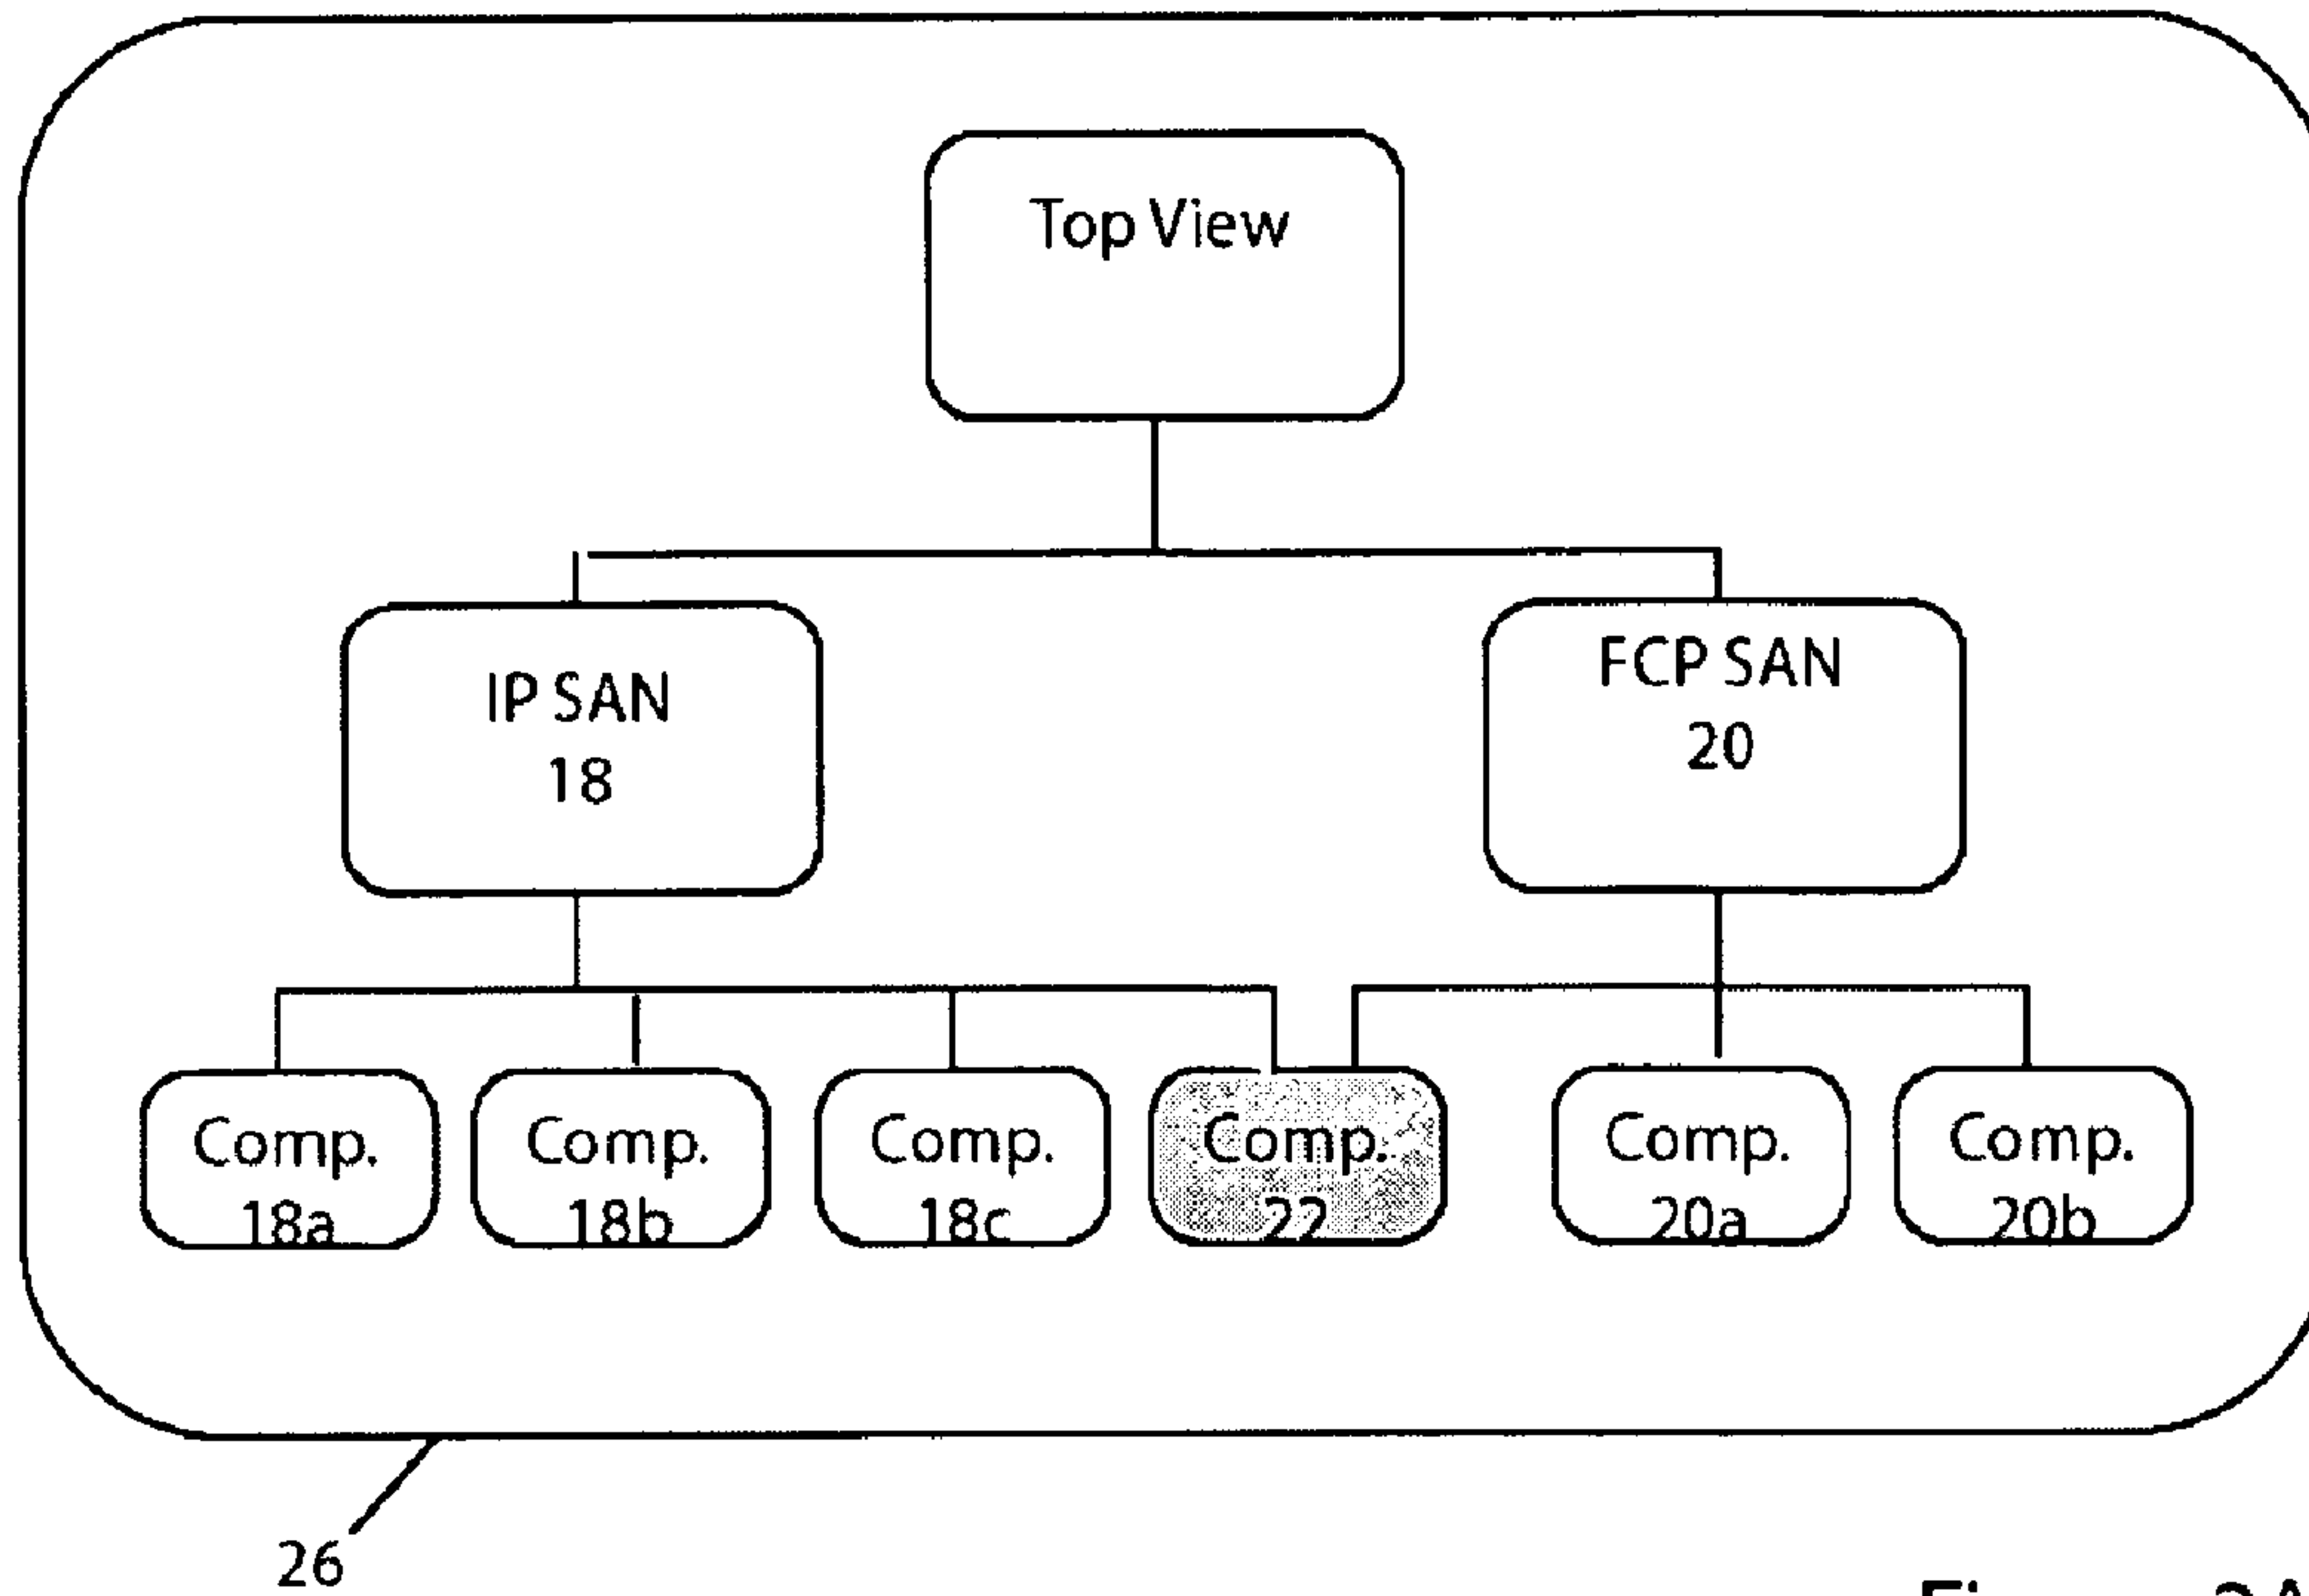 Top View
IP SAN
18
FCP SAN
20
Comp.
18a
Comp.
18b
Comp.
18c
Comp.
22
Comp.
20a
Comp.
20b
26